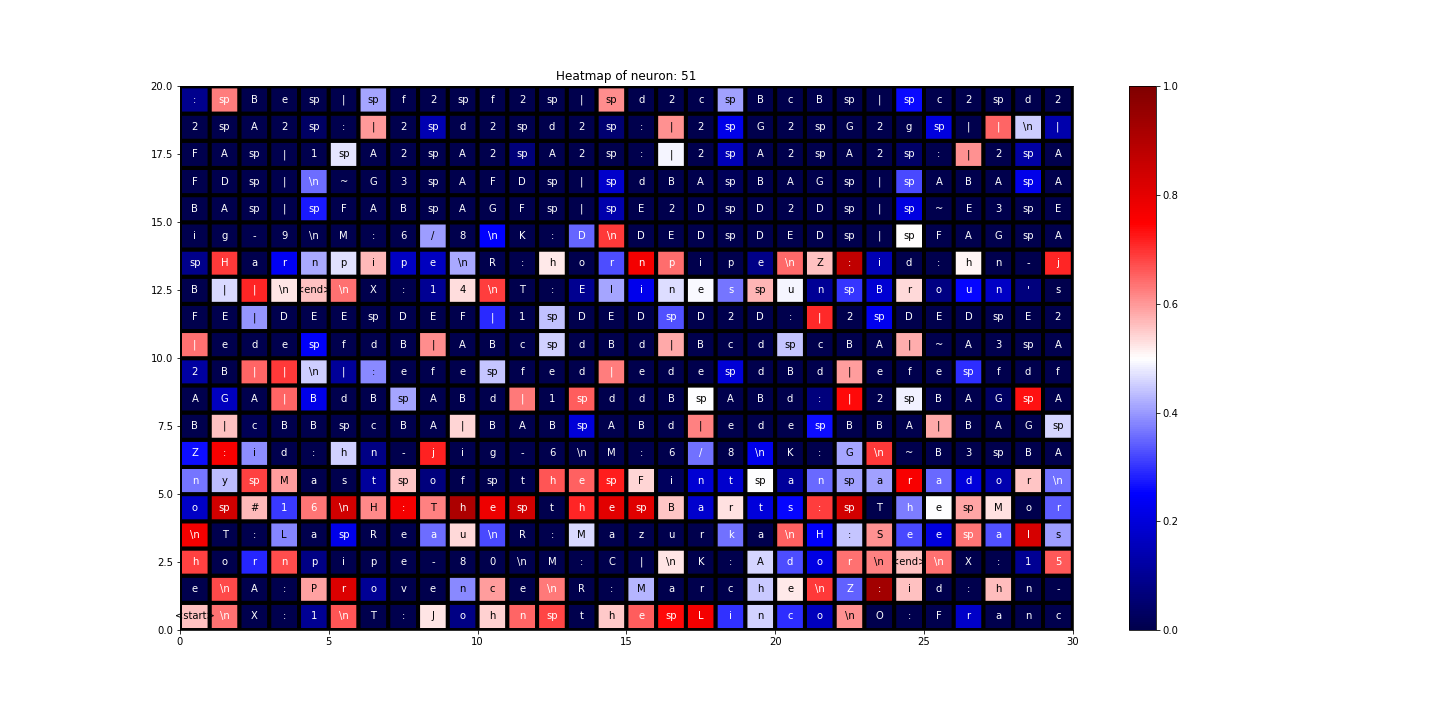 Heatmap of neuron: 51
20.0 : sp B e sp | sp f 2 sp f 2 sp | sp d 2 c sp B c B sp | sp c 2 sp d 2 1.0
2 sp A 2 sp : | 2 sp d 2 sp d 2 sp : | 2 sp G 2 sp G 2 g sp | | \n |
17.5 F A sp | 1 sp A 2 sp A 2 sp A 2 sp : | 2 sp A 2 sp A 2 sp : | 2 sp A
F D sp | \n ~ G 3 sp A F D sp | sp d B A sp B A G sp | sp A B A sp A 0.8
15.0 B A sp | sp F A B sp A G F sp | sp E 2 D sp D 2 D sp | sp ~ E 3 sp E
i g - 9 \n M : 6 / 8 \n K : D \n D E D sp D E D sp | sp F A G sp A
sp H a r n p i p e \n R : h o r n p i p e \n Z : i d : h n - j 0.6
12.5 B | | \n <end> \n X : 1 4 \n T : E l i n e s sp u n sp B r o u n ' s
F E | D E E sp D E F | 1 sp D E D sp D 2 D : | 2 sp D E D sp E 2
10.0 | e d e sp f d B | A B c sp d B d | B c d sp c B A | ~ A 3 sp A
2 B | | \n | : e f e sp f e d | e d e sp d B d | e f e sp f d f 0.4
A G A | B d B sp A B d | 1 sp d d B sp A B d : | 2 sp B A G sp A
7.5 B | c B B sp c B A | B A B sp A B d | e d e sp B B A | B A G sp
Z : i d : h n - j i g - 6 \n M : 6 / 8 \n K : G \n ~ B 3 sp B A 0.2
5.0 n y sp M a s t sp o f sp t h e sp F i n t sp a n sp a r a d o r \n
o sp # 1 6 \n H : T h e sp t h e sp B a r t s : sp T h e sp M o r
\n T : L a sp R e a u \n R : M a z u r k a \n H : S e e sp a l s
2.5 h o r n p i p e - 8 0 \n M : C | \n K : A d o r \n <end> \n X : 1 5
e \n A : P r o v e n c e \n R : M a r c h e \n Z : i d : h n -
0.0 <start> \n X : 1 \n T : J o h n sp t h e sp L i n c o \n O : F r a n c 0.0
0 5 10 15 20 25 30